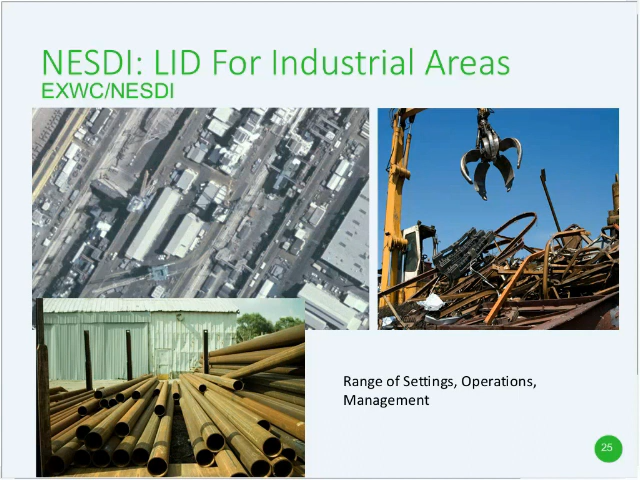 NESDI: LID For Industrial Areas
EXWC/NESDI
Range of Settings, Operations,
Management
25